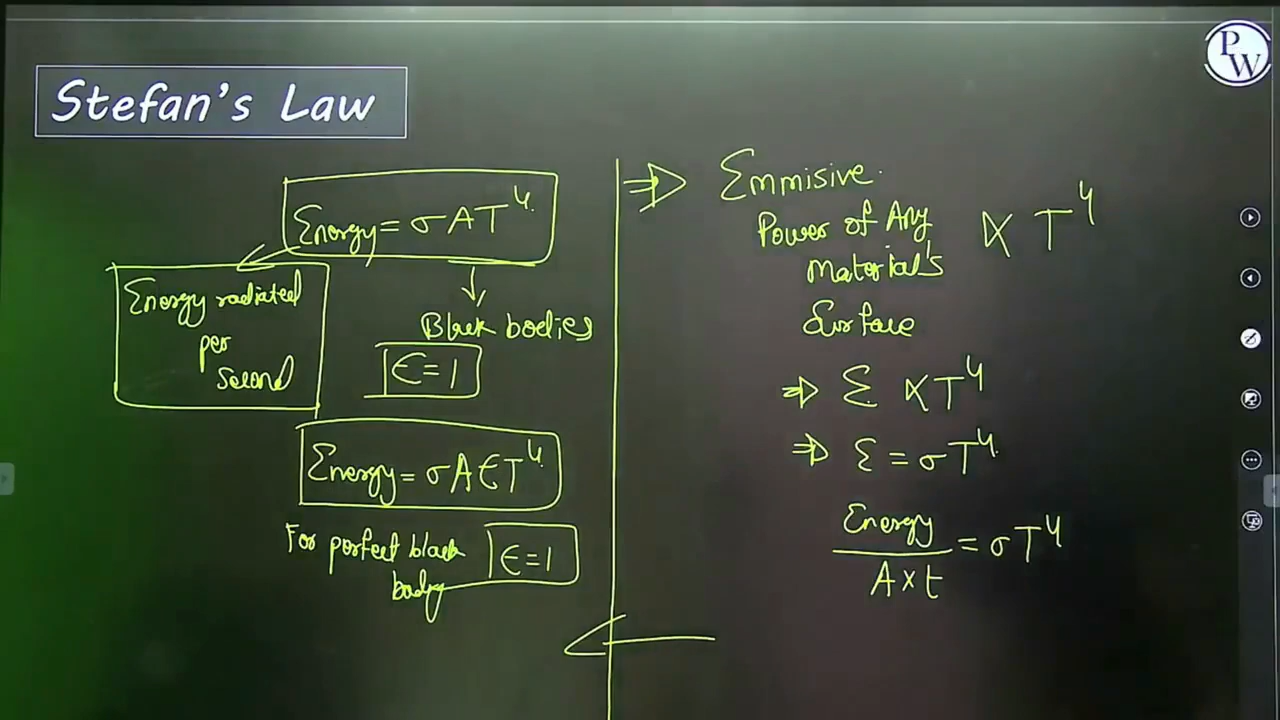 Stefan's Law
PW
Energy = σAT⁴
Energy radiated
per
second
Black bodies
ϵ=1
Energy = σAϵT⁴
For perfect black
body
ϵ=1
⇒ Emmisive
Power of Any
Material's
Surface
∝ T⁴
⇒ E ∝ T⁴
⇒ E = σT⁴
Energy
A×t
= σT⁴